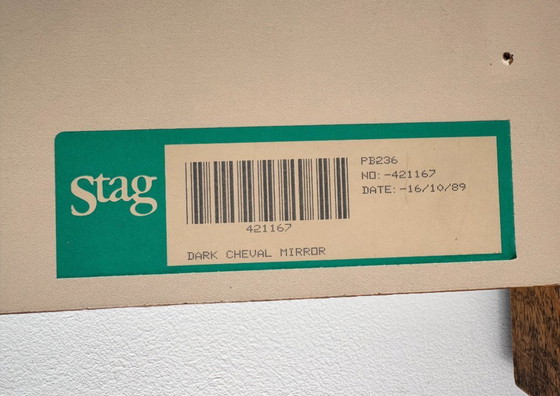 Stag
PB236
NO:-421167
DATE:-16/10/89
421167
DARK CHEVAL MIRROR